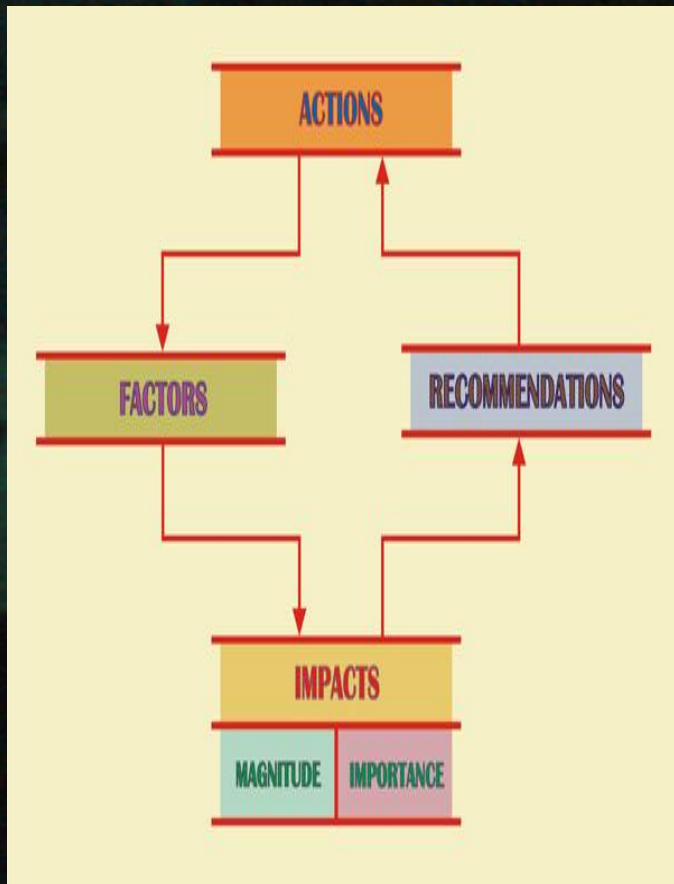 ACTIONS
FACTORS
RECOMMENDATIONS
IMPACTS
MAGNITUDE
IMPORTANCE